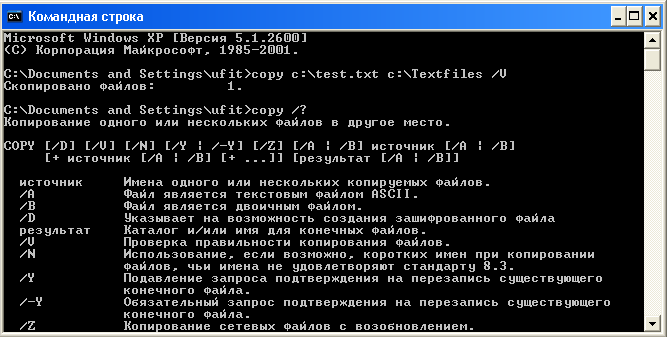 Командная строка
Microsoft Windows XP [Версия 5.1.2600]
(С) Корпорация Майкрософт, 1985-2001.
C:\Documents and Settings\ufit>copy c:\test.txt c:\Textfiles /V
Скопировано файлов:         1.
C:\Documents and Settings\ufit>copy /?
Копирование одного или нескольких файлов в другое место.
COPY [/D] [/V] [/N] [/Y ¦ /-Y] [/Z] [/A ¦ /B] источник [/A ¦ /B]
     [+ источник [/A ¦ /B] [+ ...]] [результат [/A ¦ /B]]
  источник     Имена одного или нескольких копируемых файлов.
  /A           Файл является текстовым файлом ASCII.
  /B           Файл является двоичным файлом.
  /D           Указывает на возможность создания зашифрованного файла
  результат    Каталог и/или имя для конечных файлов.
  /V           Проверка правильности копирования файлов.
  /N           Использование, если возможно, коротких имен при копировании
               файлов, чьи имена не удовлетворяют стандарту 8.3.
  /Y           Подавление запроса подтверждения на перезапись существующего
               конечного файла.
  /-Y          Обязательный запрос подтверждения на перезапись существующего
               конечного файла.
  /Z           Копирование сетевых файлов с возобновлением.